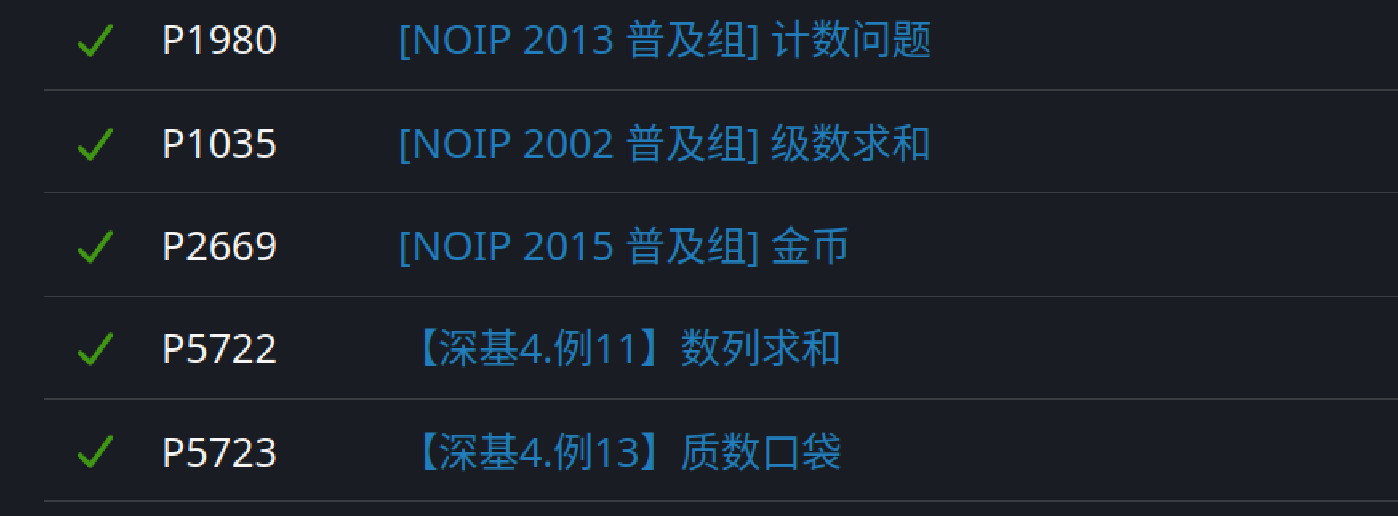 P1980 [NOIP 2013 普及组] 计数问题
P1035 [NOIP 2002 普及组] 级数求和
P2669 [NOIP 2015 普及组] 金币
P5722 【深基4.例11】数列求和
P5723 【深基4.例13】质数口袋